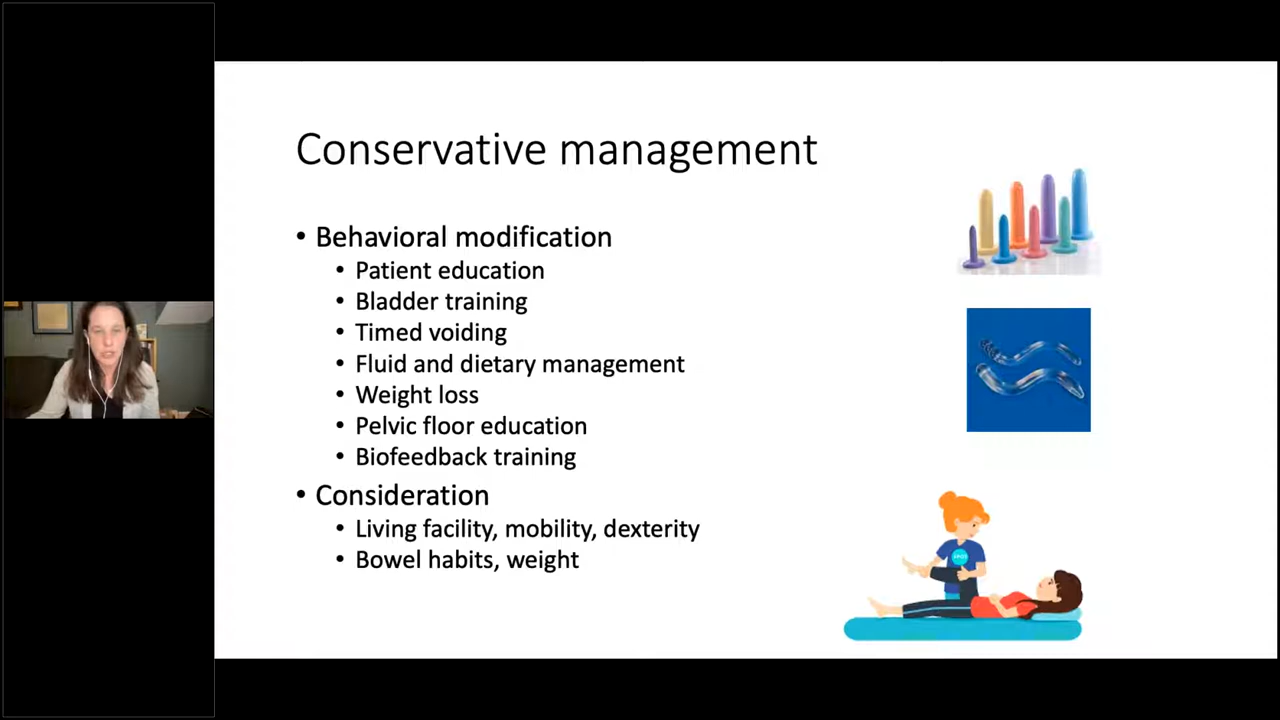 Conservative management
• Behavioral modification
• Patient education
• Bladder training
• Timed voiding
• Fluid and dietary management
• Weight loss
• Pelvic floor education
• Biofeedback training
• Consideration
• Living facility, mobility, dexterity
• Bowel habits, weight